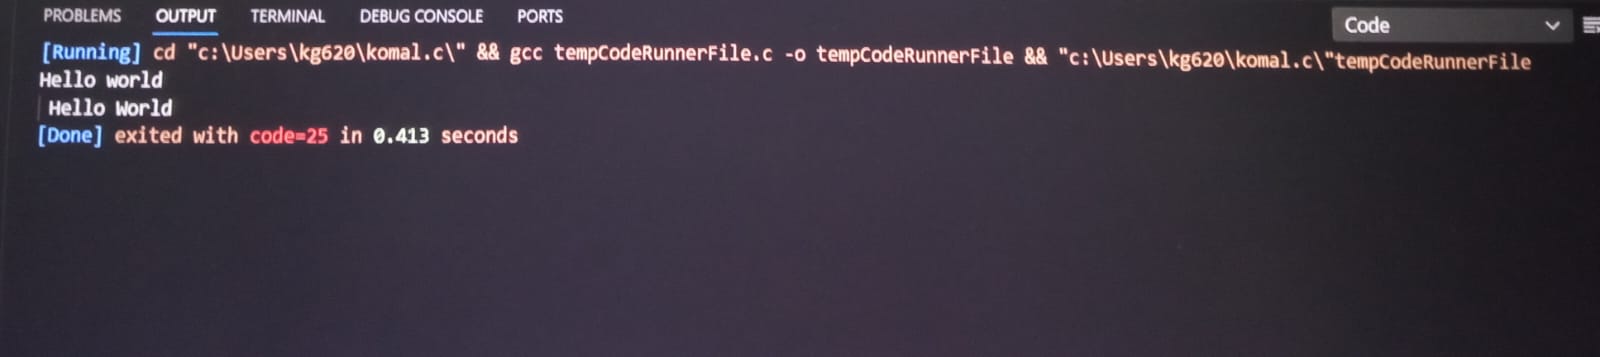 PROBLEMS OUTPUT TERMINAL DEBUG CONSOLE PORTS Code
[Running] cd "c:\Users\kg620\komal.c\" && gcc tempCodeRunnerFile.c -o tempCodeRunnerFile && "c:\Users\kg620\komal.c\"tempCodeRunnerFile
Hello world
Hello World
[Done] exited with code=25 in 0.413 seconds